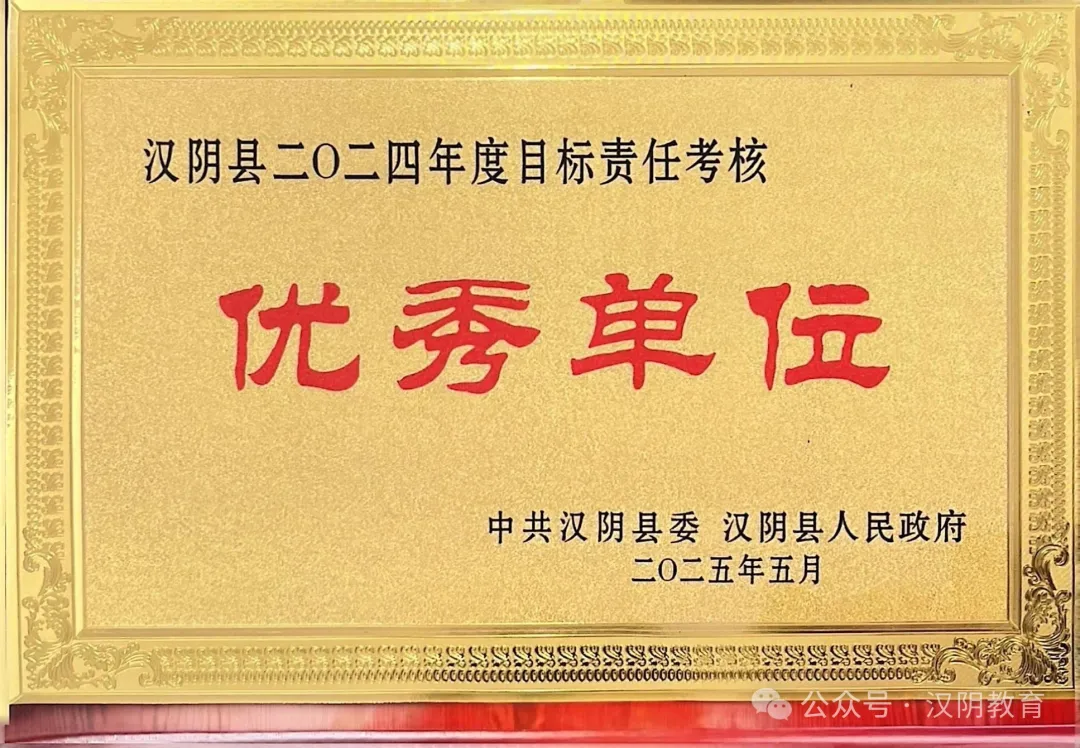 汉阴县二〇二四年度目标责任考核
优秀单位
中共汉阴县委 汉阴县人民政府
二〇二五年五月
公众号·汉阴教育